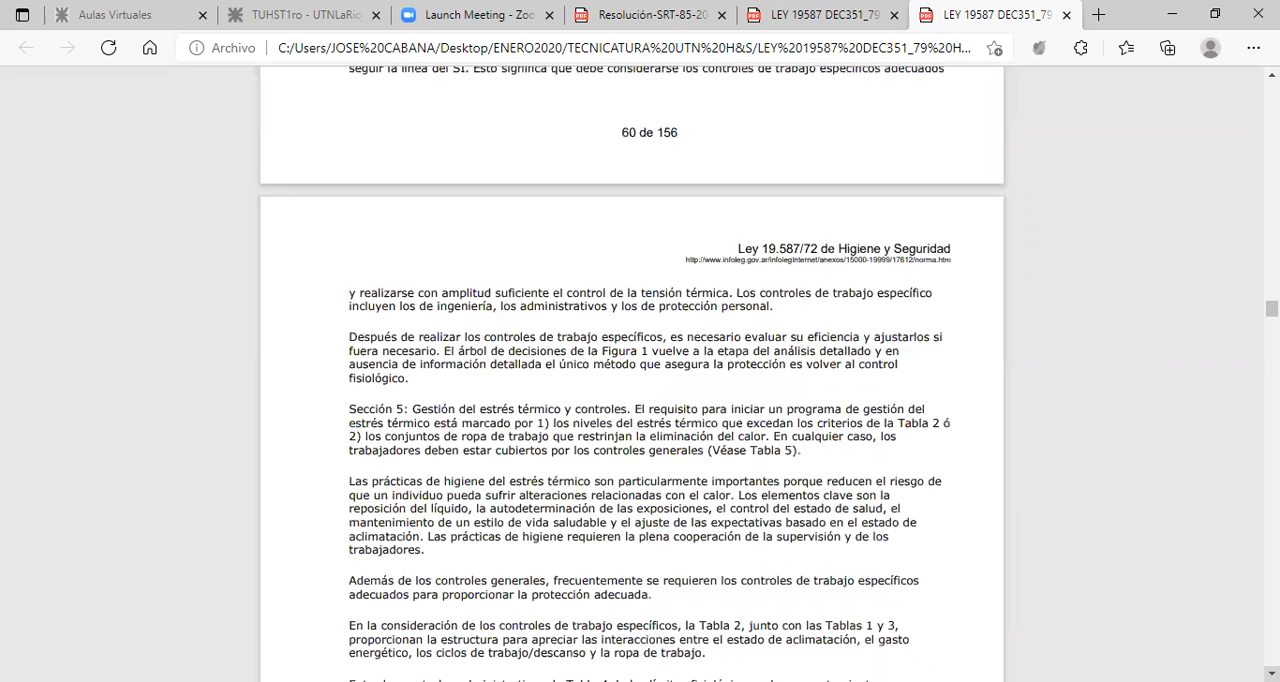 Aulas Virtuales
TUHST1ro - UTNLaRio
Launch Meeting - Zoo
Resolución-SRT-85-20
LEY 19587 DEC351_79
LEY 19587 DEC351_79
Archivo
C:/Users/JOSE%20CABANA/Desktop/ENERO2020/TECNICATURA%20UTN%20H&S/LEY%2019587%20DEC351_79%20H...
seguir la línea del SI. Esto significa que debe considerarse los controles de trabajo específicos adecuados
60 de 156
Ley 19.587/72 de Higiene y Seguridad
http://www.infoleg.gov.ar/infolegInternet/anexos/15000-19999/17612/norma.htm
y realizarse con amplitud suficiente el control de la tensión térmica. Los controles de trabajo específico
incluyen los de ingeniería, los administrativos y los de protección personal.
Después de realizar los controles de trabajo específicos, es necesario evaluar su eficiencia y ajustarlos si
fuera necesario. El árbol de decisiones de la Figura 1 vuelve a la etapa del análisis detallado y en
ausencia de información detallada el único método que asegura la protección es volver al control
fisiológico.
Sección 5: Gestión del estrés térmico y controles. El requisito para iniciar un programa de gestión del
estrés térmico está marcado por 1) los niveles del estrés térmico que excedan los criterios de la Tabla 2 ó
2) los conjuntos de ropa de trabajo que restrinjan la eliminación del calor. En cualquier caso, los
trabajadores deben estar cubiertos por los controles generales (Véase Tabla 5).
Las prácticas de higiene del estrés térmico son particularmente importantes porque reducen el riesgo de
que un individuo pueda sufrir alteraciones relacionadas con el calor. Los elementos clave son la
reposición del líquido, la autodeterminación de las exposiciones, el control del estado de salud, el
mantenimiento de un estilo de vida saludable y el ajuste de las expectativas basado en el estado de
aclimatación. Las prácticas de higiene requieren la plena cooperación de la supervisión y de los
trabajadores.
Además de los controles generales, frecuentemente se requieren los controles de trabajo específicos
adecuados para proporcionar la protección adecuada.
En la consideración de los controles de trabajo específicos, la Tabla 2, junto con las Tablas 1 y 3,
proporcionan la estructura para apreciar las interacciones entre el estado de aclimatación, el gasto
energético, los ciclos de trabajo/descanso y la ropa de trabajo.